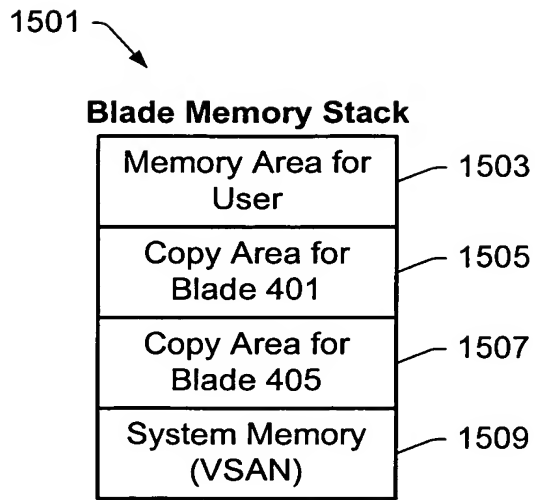 1501
Blade Memory Stack
Memory Area for
User
1503
Copy Area for
Blade 401
1505
Copy Area for
Blade 405
1507
System Memory
(VSAN)
1509